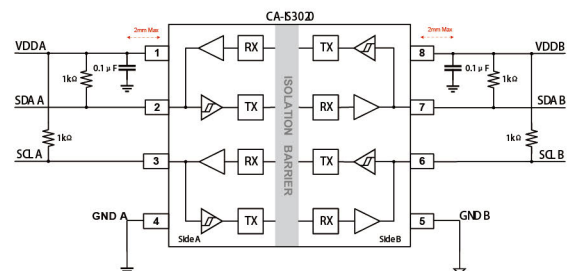 CA-IS3020
2mm Max
2mm Max
VDDA
1
RX
TX
8
VDDB
0.1 μF
0.1 μF
1kΩ
1kΩ
SDA A
2
TX
RX
7
SDA B
1kΩ
1kΩ
ISOLATION BARRIER
SCL A
3
RX
TX
6
SCL B
GND A
4
TX
RX
5
GND B
Side A
Side B